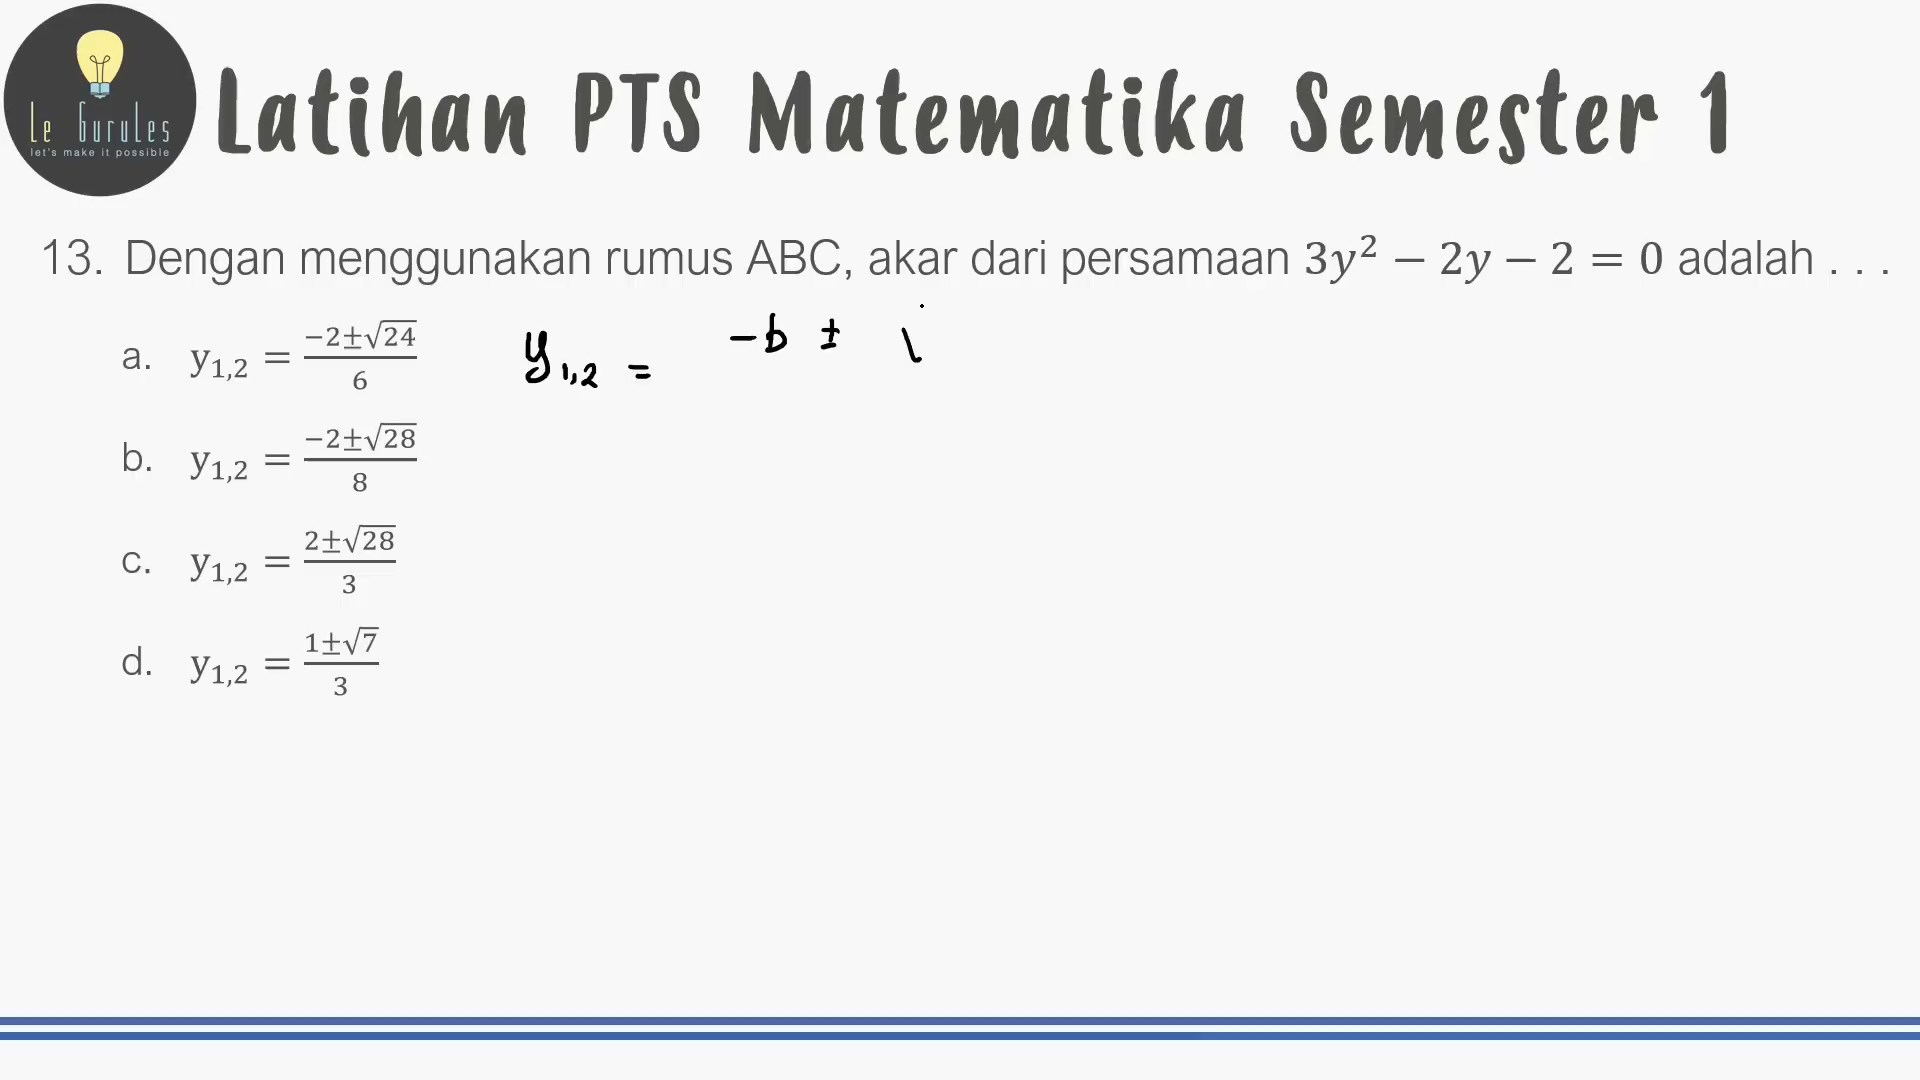 Le Gurules
let's make it possible
Latihan PTS Matematika Semester 1
13. Dengan menggunakan rumus ABC, akar dari persamaan 3y² − 2y − 2 = 0 adalah . . .
a. y₁,₂ = (−2±√24)/6
y₁,₂ = −b ±
b. y₁,₂ = (−2±√28)/8
c. y₁,₂ = (2±√28)/3
d. y₁,₂ = (1±√7)/3